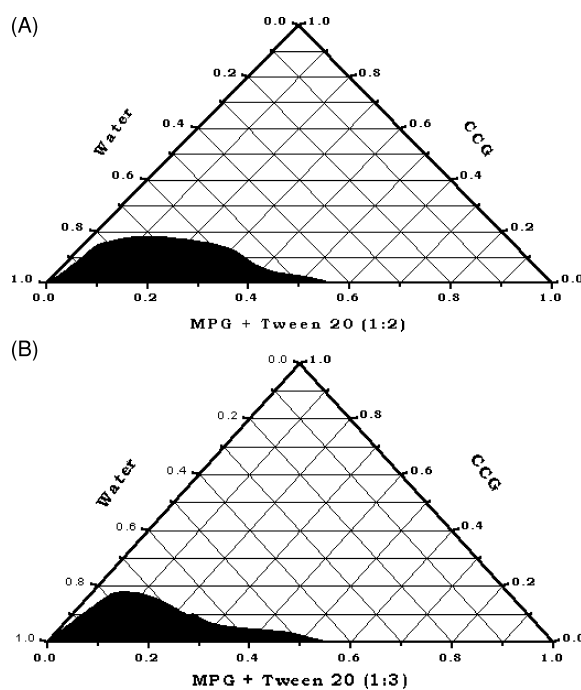 (A)
0.0 1.0
0.2 0.8
Water CCG
0.4 0.6
0.6 0.4
0.8 0.2
1.0 0.0
0.0 0.2 0.4 0.6 0.8 1.0
MPG + Tween 20 (1:2)
(B)
0.0 1.0
0.2 0.8
Water CCG
0.4 0.6
0.6 0.4
0.8 0.2
1.0 0.0
0.0 0.2 0.4 0.6 0.8 1.0
MPG + Tween 20 (1:3)